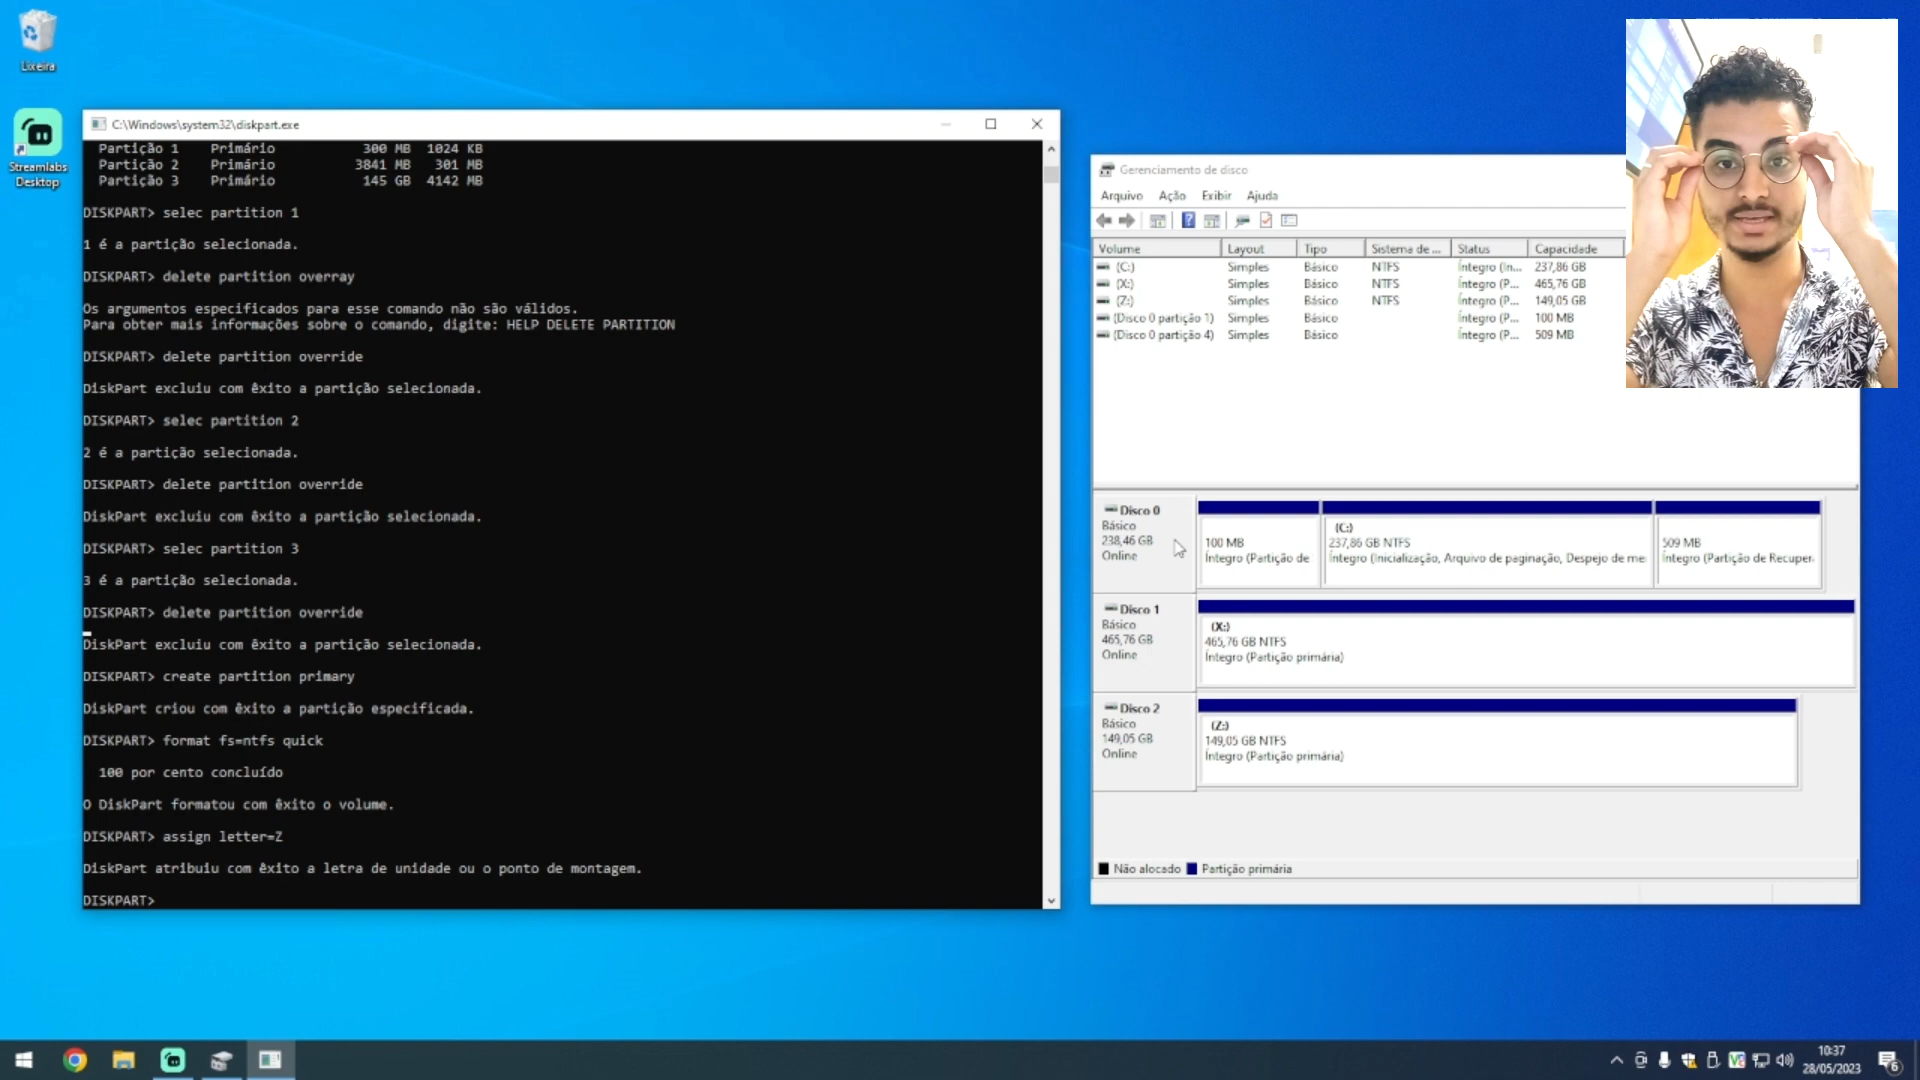 Lixeira
Streamlabs
Desktop
C:\Windows\system32\diskpart.exe
Partição 1 Primário 300 MB 1024 KB
Partição 2 Primário 3841 MB 301 MB
Partição 3 Primário 145 GB 4142 MB
DISKPART> selec partition 1
1 é a partição selecionada.
DISKPART> delete partition overray
Os argumentos especificados para esse comando não são válidos.
Para obter mais informações sobre o comando, digite: HELP DELETE PARTITION
DISKPART> delete partition override
DiskPart excluiu com êxito a partição selecionada.
DISKPART> selec partition 2
2 é a partição selecionada.
DISKPART> delete partition override
DiskPart excluiu com êxito a partição selecionada.
DISKPART> selec partition 3
3 é a partição selecionada.
DISKPART> delete partition override
DiskPart excluiu com êxito a partição selecionada.
DISKPART> create partition primary
DiskPart criou com êxito a partição especificada.
DISKPART> format fs=ntfs quick
100 por cento concluído
O DiskPart formatou com êxito o volume.
DISKPART> assign letter=Z
DiskPart atribuiu com êxito a letra de unidade ou o ponto de montagem.
DISKPART>
Gerenciamento de disco
Arquivo Ação Exibir Ajuda
Volume Layout Tipo Sistema de ... Status Capacidade
(C:) Simples Básico NTFS Íntegro (In... 237,86 GB
(X:) Simples Básico NTFS Íntegro (P... 465,76 GB
(Z:) Simples Básico NTFS Íntegro (P... 149,05 GB
(Disco 0 partição 1) Simples Básico Íntegro (P... 100 MB
(Disco 0 partição 4) Simples Básico Íntegro (P... 509 MB
Disco 0
Básico
238,46 GB
Online
100 MB
Íntegro (Partição de
(C:)
237,86 GB NTFS
Íntegro (Inicialização, Arquivo de paginação, Despejo de me
509 MB
Íntegro (Partição de Recuper
Disco 1
Básico
465,76 GB
Online
(X:)
465,76 GB NTFS
Íntegro (Partição primária)
Disco 2
Básico
149,05 GB
Online
(Z:)
149,05 GB NTFS
Íntegro (Partição primária)
Não alocado Partição primária
10:37
28/05/2023
6